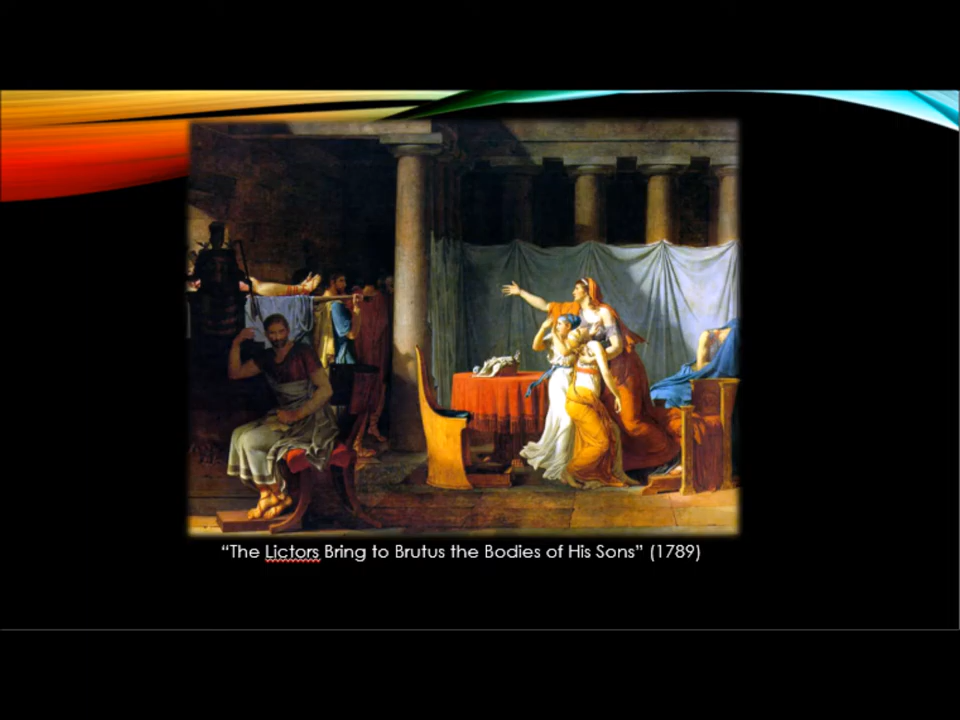 “The Lictors Bring to Brutus the Bodies of His Sons” (1789)